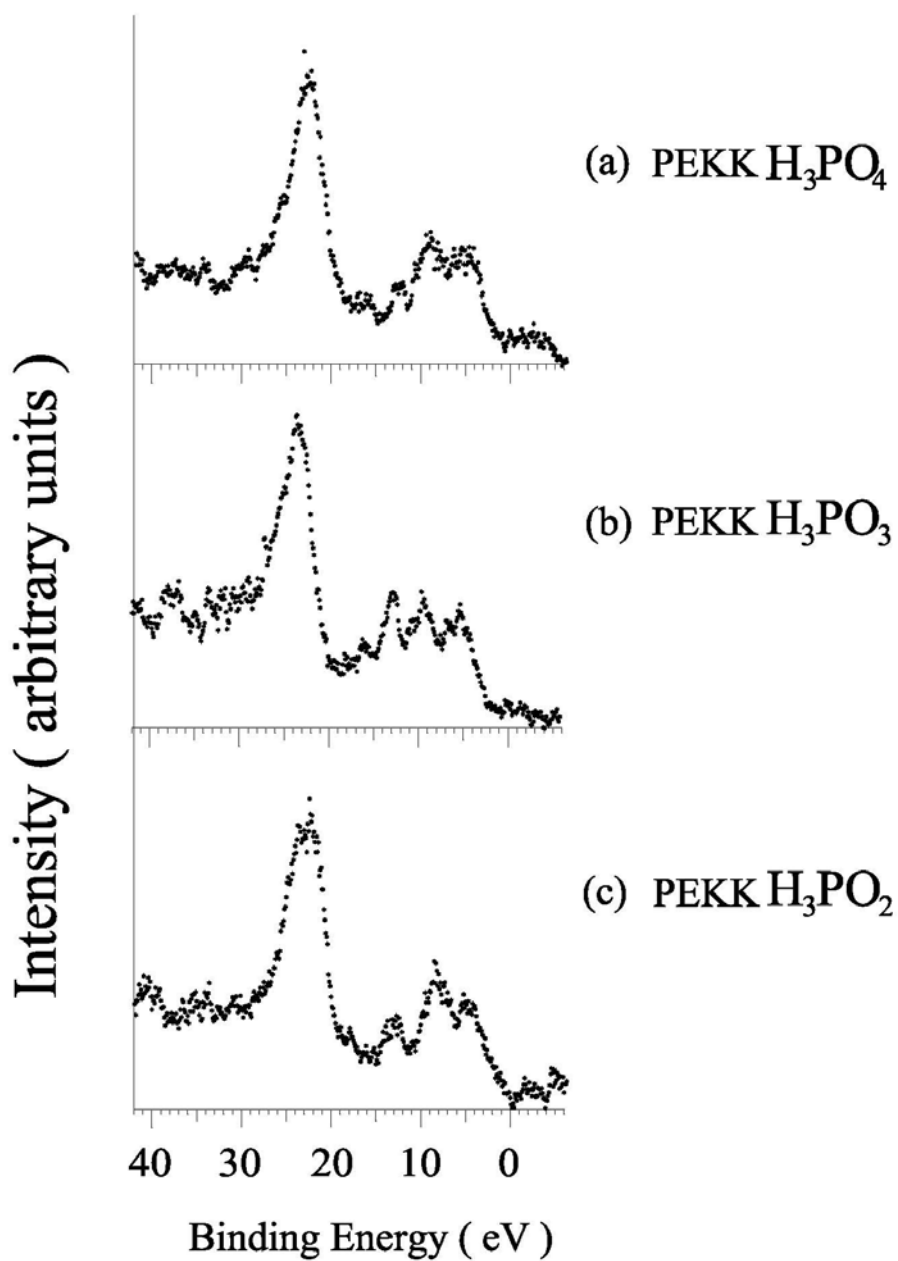 Intensity ( arbitrary units )
(a) PEKK H₃PO₄
(b) PEKK H₃PO₃
(c) PEKK H₃PO₂
40 30 20 10 0
Binding Energy ( eV )